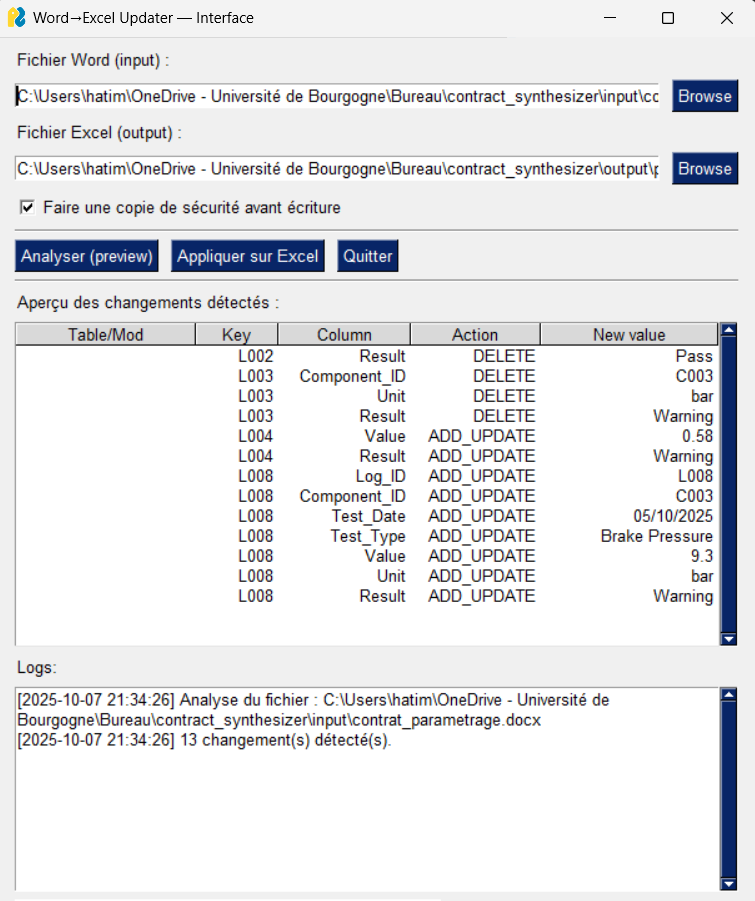 Word→Excel Updater — Interface
Fichier Word (input) :
C:\Users\hatim\OneDrive - Université de Bourgogne\Bureau\contract_synthesizer\input\cc Browse
Fichier Excel (output) :
C:\Users\hatim\OneDrive - Université de Bourgogne\Bureau\contract_synthesizer\output\p Browse
Faire une copie de sécurité avant écriture
Analyser (preview) Appliquer sur Excel Quitter
Aperçu des changements détectés :
Table/Mod Key Column Action New value
L002 Result DELETE Pass
L003 Component_ID DELETE C003
L003 Unit DELETE bar
L003 Result DELETE Warning
L004 Value ADD_UPDATE 0.58
L004 Result ADD_UPDATE Warning
L008 Log_ID ADD_UPDATE L008
L008 Component_ID ADD_UPDATE C003
L008 Test_Date ADD_UPDATE 05/10/2025
L008 Test_Type ADD_UPDATE Brake Pressure
L008 Value ADD_UPDATE 9.3
L008 Unit ADD_UPDATE bar
L008 Result ADD_UPDATE Warning
Logs:
[2025-10-07 21:34:26] Analyse du fichier : C:\Users\hatim\OneDrive - Université de
Bourgogne\Bureau\contract_synthesizer\input\contrat_parametrage.docx
[2025-10-07 21:34:26] 13 changement(s) détecté(s).